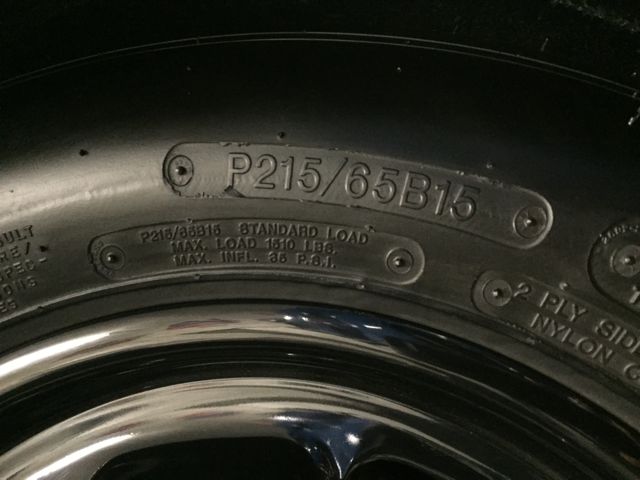 P215/65B15
P215/65B15 STANDARD LOAD
MAX. LOAD 1510 LBS.
MAX. INFL. 35 P.S.I.
2 PLY SID
NYLON